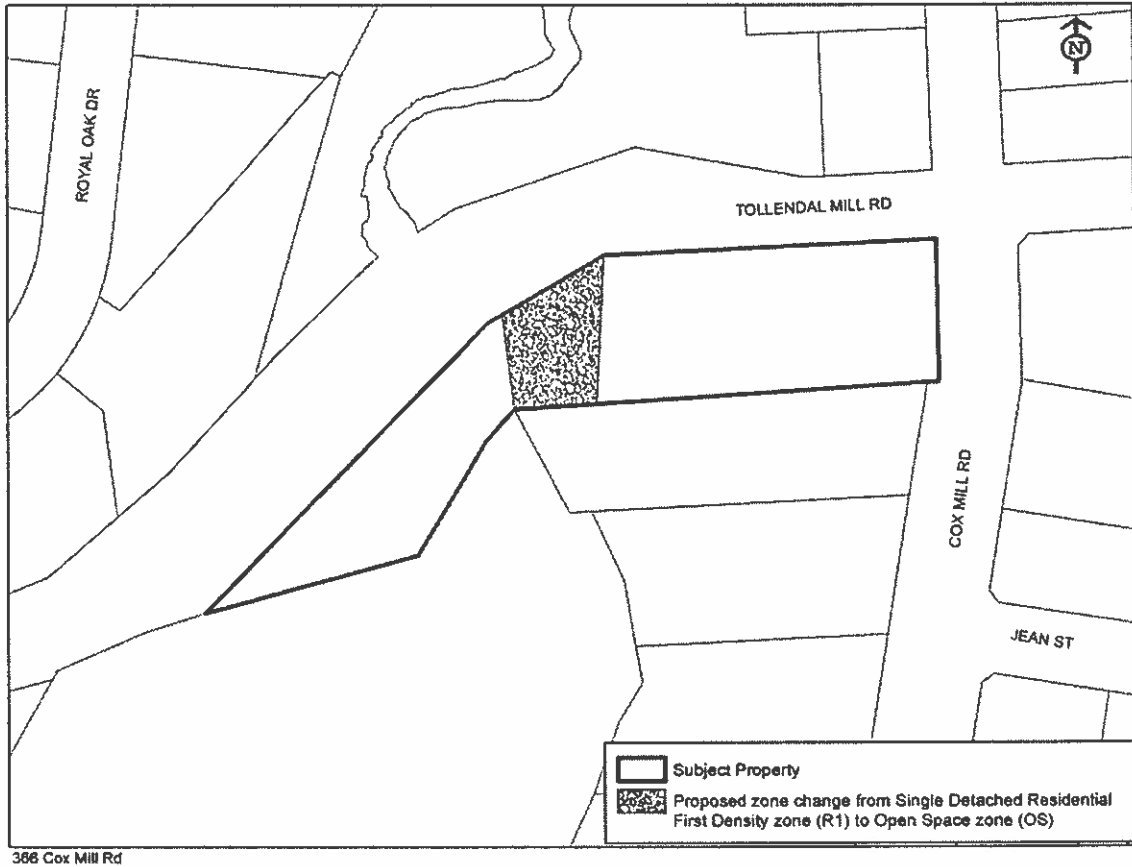 N
ROYAL OAK DR
TOLLENDAL MILL RD
COX MILL RD
JEAN ST
Subject Property
Proposed zone change from Single Detached Residential
First Density zone (R1) to Open Space zone (OS)
366 Cox Mill Rd